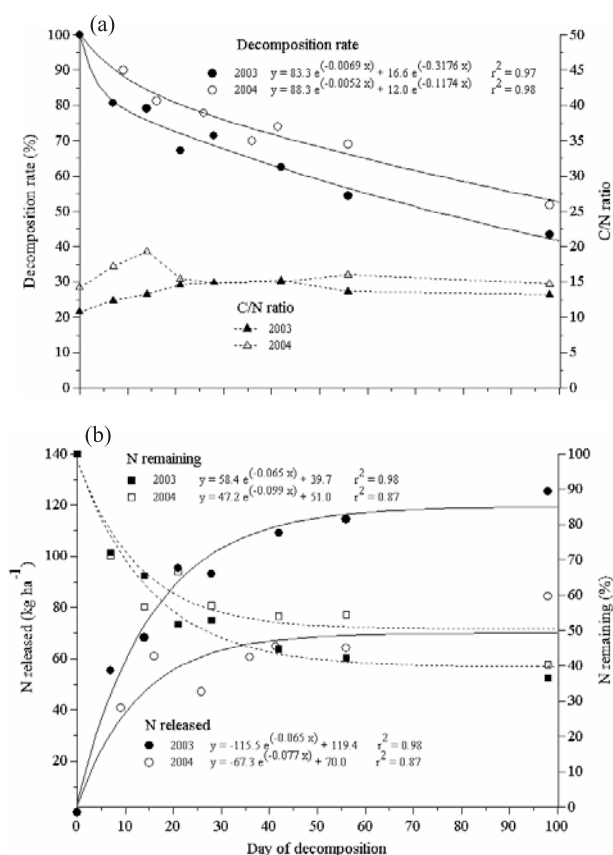 (a)
Decomposition rate
2003 y = 83.3 e(-0.0069 x) + 16.6 e(-0.3176 x) r2 = 0.97
2004 y = 88.3 e(-0.0052 x) + 12.0 e(-0.1174 x) r2 = 0.98
100
90
80
70
60
50
40
30
20
10
0
Decomposition rate (%)
50
45
40
35
30
25
20
15
10
5
0
C/N ratio
C/N ratio
2003
2004
(b)
N remaining
2003 y = 58.4 e(-0.065 x) + 39.7 r2 = 0.98
2004 y = 47.2 e(-0.099 x) + 51.0 r2 = 0.87
140
120
100
80
60
40
20
N released (kg ha-1)
100
90
80
70
60
50
40
30
20
10
0
N remaining (%)
N released
2003 y = -115.5 e(-0.065 x) + 119.4 r2 = 0.98
2004 y = -67.3 e(-0.077 x) + 70.0 r2 = 0.87
0 10 20 30 40 50 60 70 80 90 100
Day of decomposition